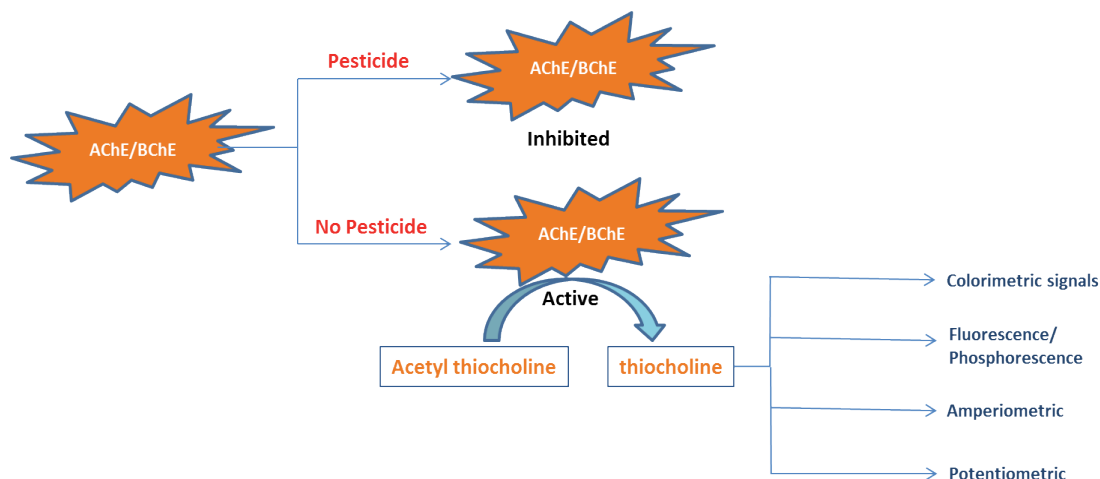 Pesticide
AChE/BChE
Inhibited
AChE/BChE
No Pesticide
AChE/BChE
Active
Acetyl thiocholine
thiocholine
Colorimetric signals
Fluorescence/
Phosphorescence
Amperiometric
Potentiometric